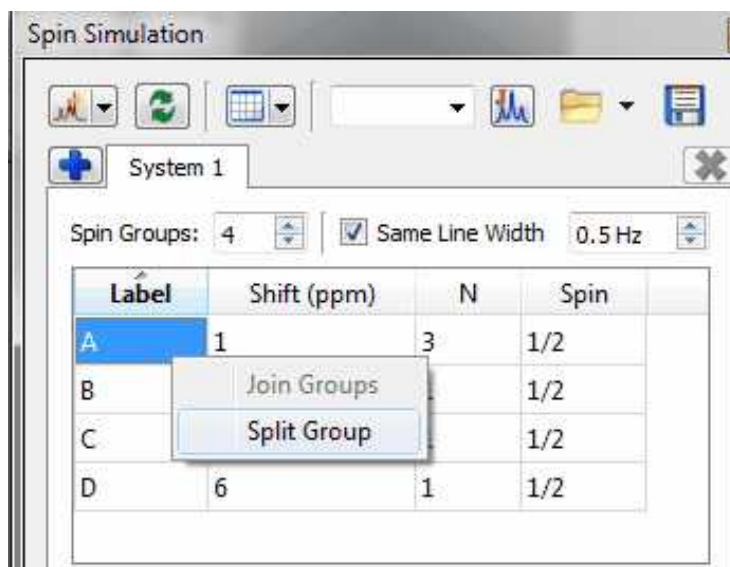 Spin Simulation
System 1
Spin Groups: 4 Same Line Width 0.5 Hz
Label Shift (ppm) N Spin
A 1 3 1/2
B 1/2
C 1/2
D 6 1 1/2
Join Groups
Split Group